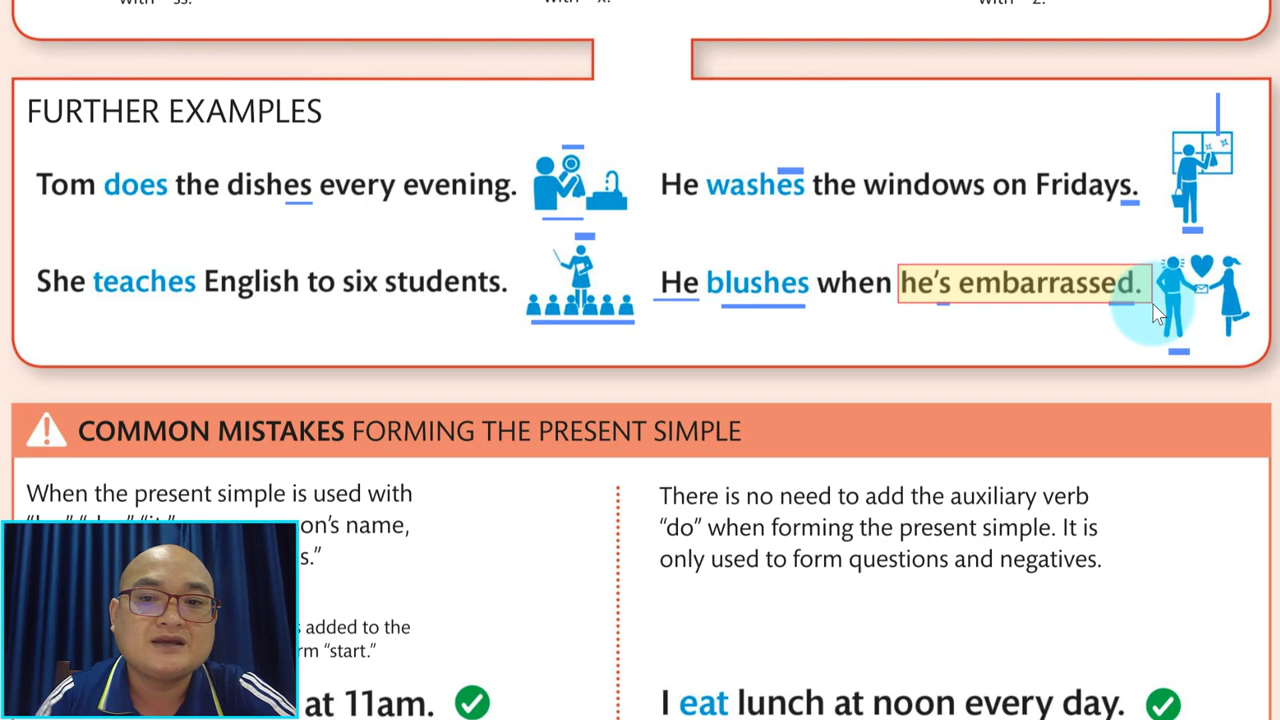 with "-ss."
with "-x."
with "-z."
FURTHER EXAMPLES
Tom does the dishes every evening.
He washes the windows on Fridays.
She teaches English to six students.
He blushes when he's embarrassed.
COMMON MISTAKES FORMING THE PRESENT SIMPLE
When the present simple is used with
on's name,
s."
added to the
rm "start."
at 11am.
There is no need to add the auxiliary verb
"do" when forming the present simple. It is
only used to form questions and negatives.
I eat lunch at noon every day.